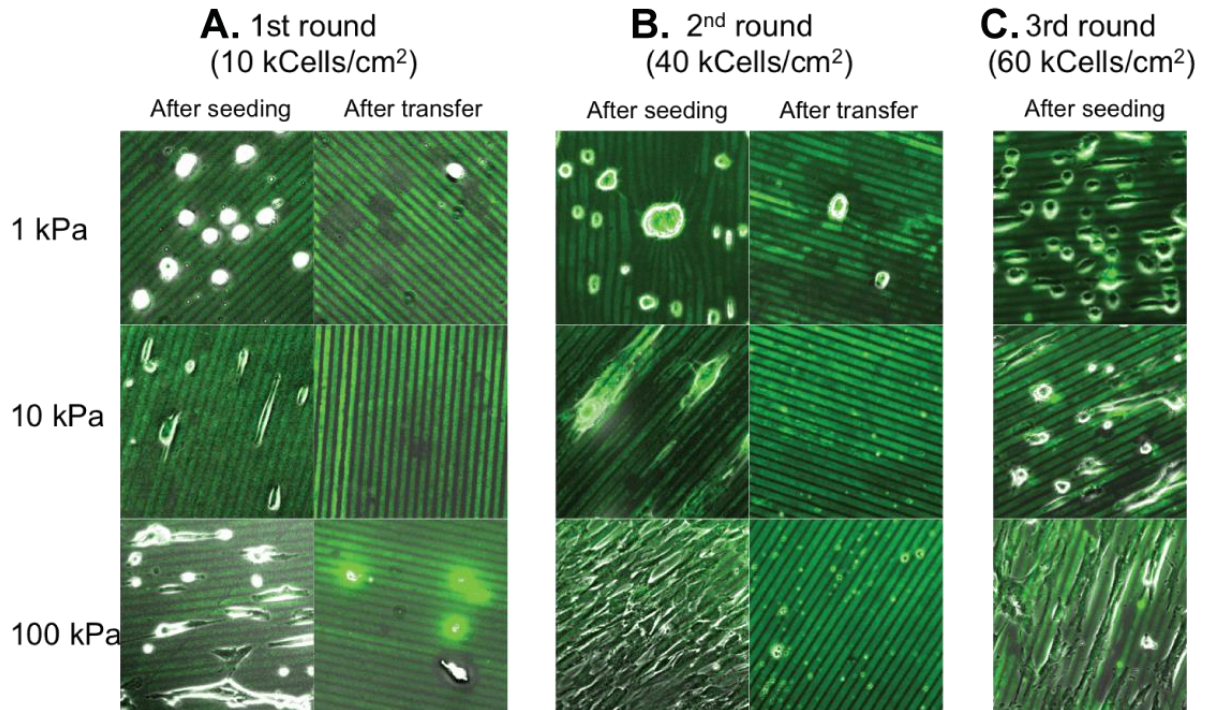 A. 1st round
(10 kCells/cm²)
B. 2ⁿᵈ round
(40 kCells/cm²)
C. 3rd round
(60 kCells/cm²)
After seeding
After transfer
After seeding
After transfer
After seeding
1 kPa
10 kPa
100 kPa